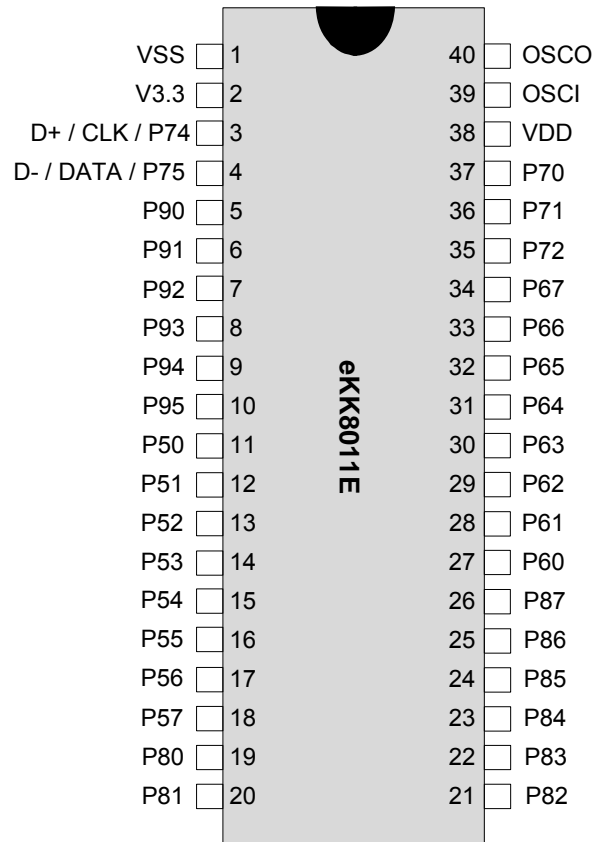 VSS 1 40 OSCO
V3.3 2 39 OSCI
D+ / CLK / P74 3 38 VDD
D- / DATA / P75 4 37 P70
P90 5 36 P71
P91 6 35 P72
P92 7 34 P67
P93 8 33 P66
P94 9 32 P65
P95 10 31 P64
P50 11 30 P63
P51 12 29 P62
P52 13 28 P61
P53 14 27 P60
P54 15 26 P87
P55 16 25 P86
P56 17 24 P85
P57 18 23 P84
P80 19 22 P83
P81 20 21 P82
eKK8011E